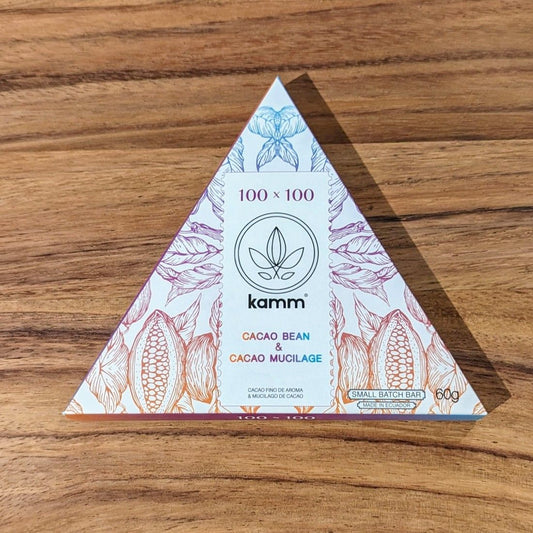 100 x 100
kamm®
CACAO BEAN
&
CACAO MUCILAGE
CACAO FINO DE AROMA
& MUCILAGO DE CACAO
SMALL BATCH BAR
MADE IN ECUADOR
60g
100 x 100